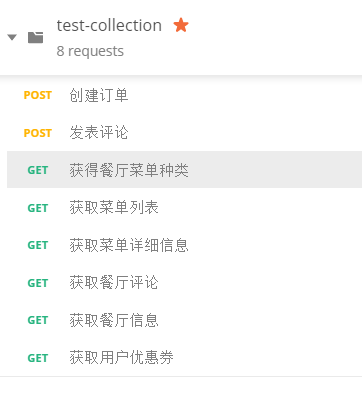 test-collection
8 requests
POST 创建订单
POST 发表评论
GET 获得餐厅菜单种类
GET 获取菜单列表
GET 获取菜单详细信息
GET 获取餐厅评论
GET 获取餐厅信息
GET 获取用户优惠券